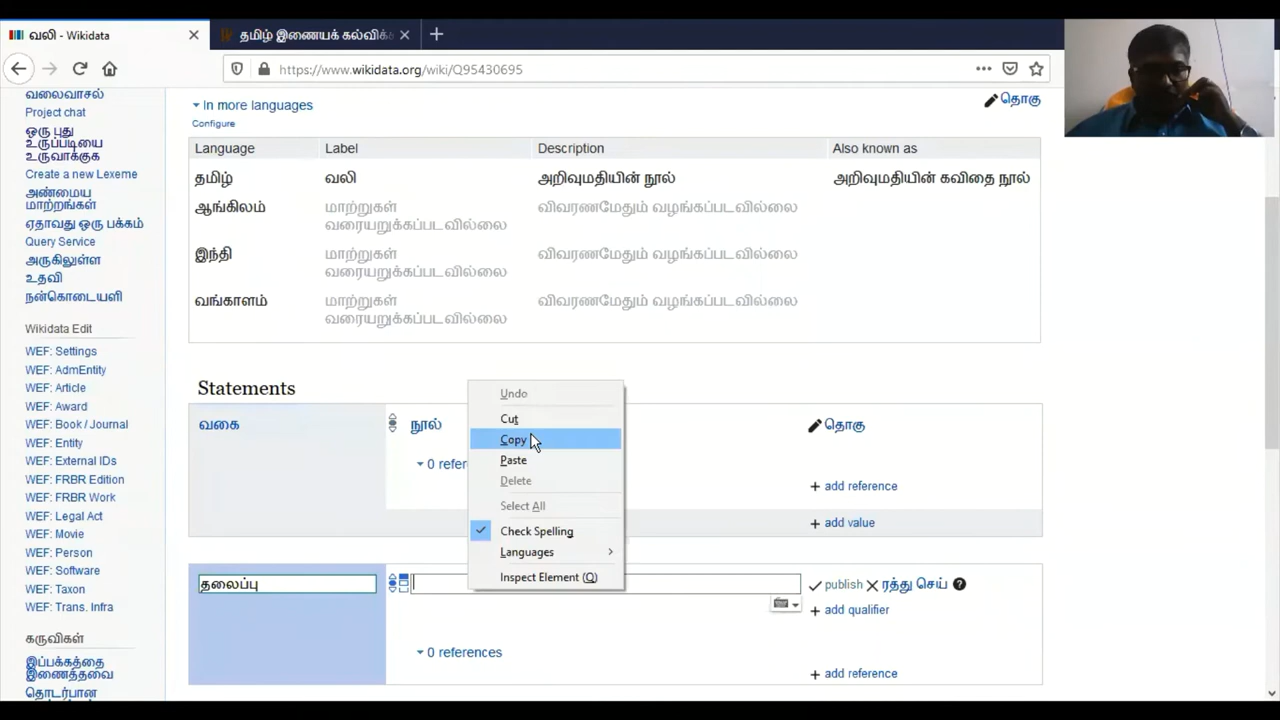 வலி - Wikidata
தமிழ் இணையக் கல்விக்
https://www.wikidata.org/wiki/Q95430695
வலைவாசல்
Project chat
ஒரு புது
உருப்படியை
உருவாக்குக
Create a new Lexeme
அண்மைய
மாற்றங்கள்
ஏதாவது ஒரு பக்கம்
Query Service
அருகிலுள்ள
உதவி
நன்கொடையளி
Wikidata Edit
WEF: Settings
WEF: AdmEntity
WEF: Article
WEF: Award
WEF: Book / Journal
WEF: Entity
WEF: External IDs
WEF: FRBR Edition
WEF: FRBR Work
WEF: Legal Act
WEF: Movie
WEF: Person
WEF: Software
WEF: Taxon
WEF: Trans. Infra
கருவிகள்
இப்பக்கத்தை
இணைத்தவை
தொடர்பான
In more languages
தொகு
Configure
Language Label Description Also known as
தமிழ் வலி அறிவுமதியின் நூல் அறிவுமதியின் கவிதை நூல்
ஆங்கிலம் மாற்றுகள் விவரணமேதும் வழங்கப்படவில்லை
வரையறுக்கப்படவில்லை
இந்தி மாற்றுகள் விவரணமேதும் வழங்கப்படவில்லை
வரையறுக்கப்படவில்லை
வங்காளம் மாற்றுகள் விவரணமேதும் வழங்கப்படவில்லை
வரையறுக்கப்படவில்லை
Statements
வகை நூல் தொகு
0 refer
+ add reference
+ add value
Undo
Cut
Copy
Paste
Delete
Select All
Check Spelling
Languages
Inspect Element (Q)
தலைப்பு publish ரத்து செய்
+ add qualifier
0 references
+ add reference